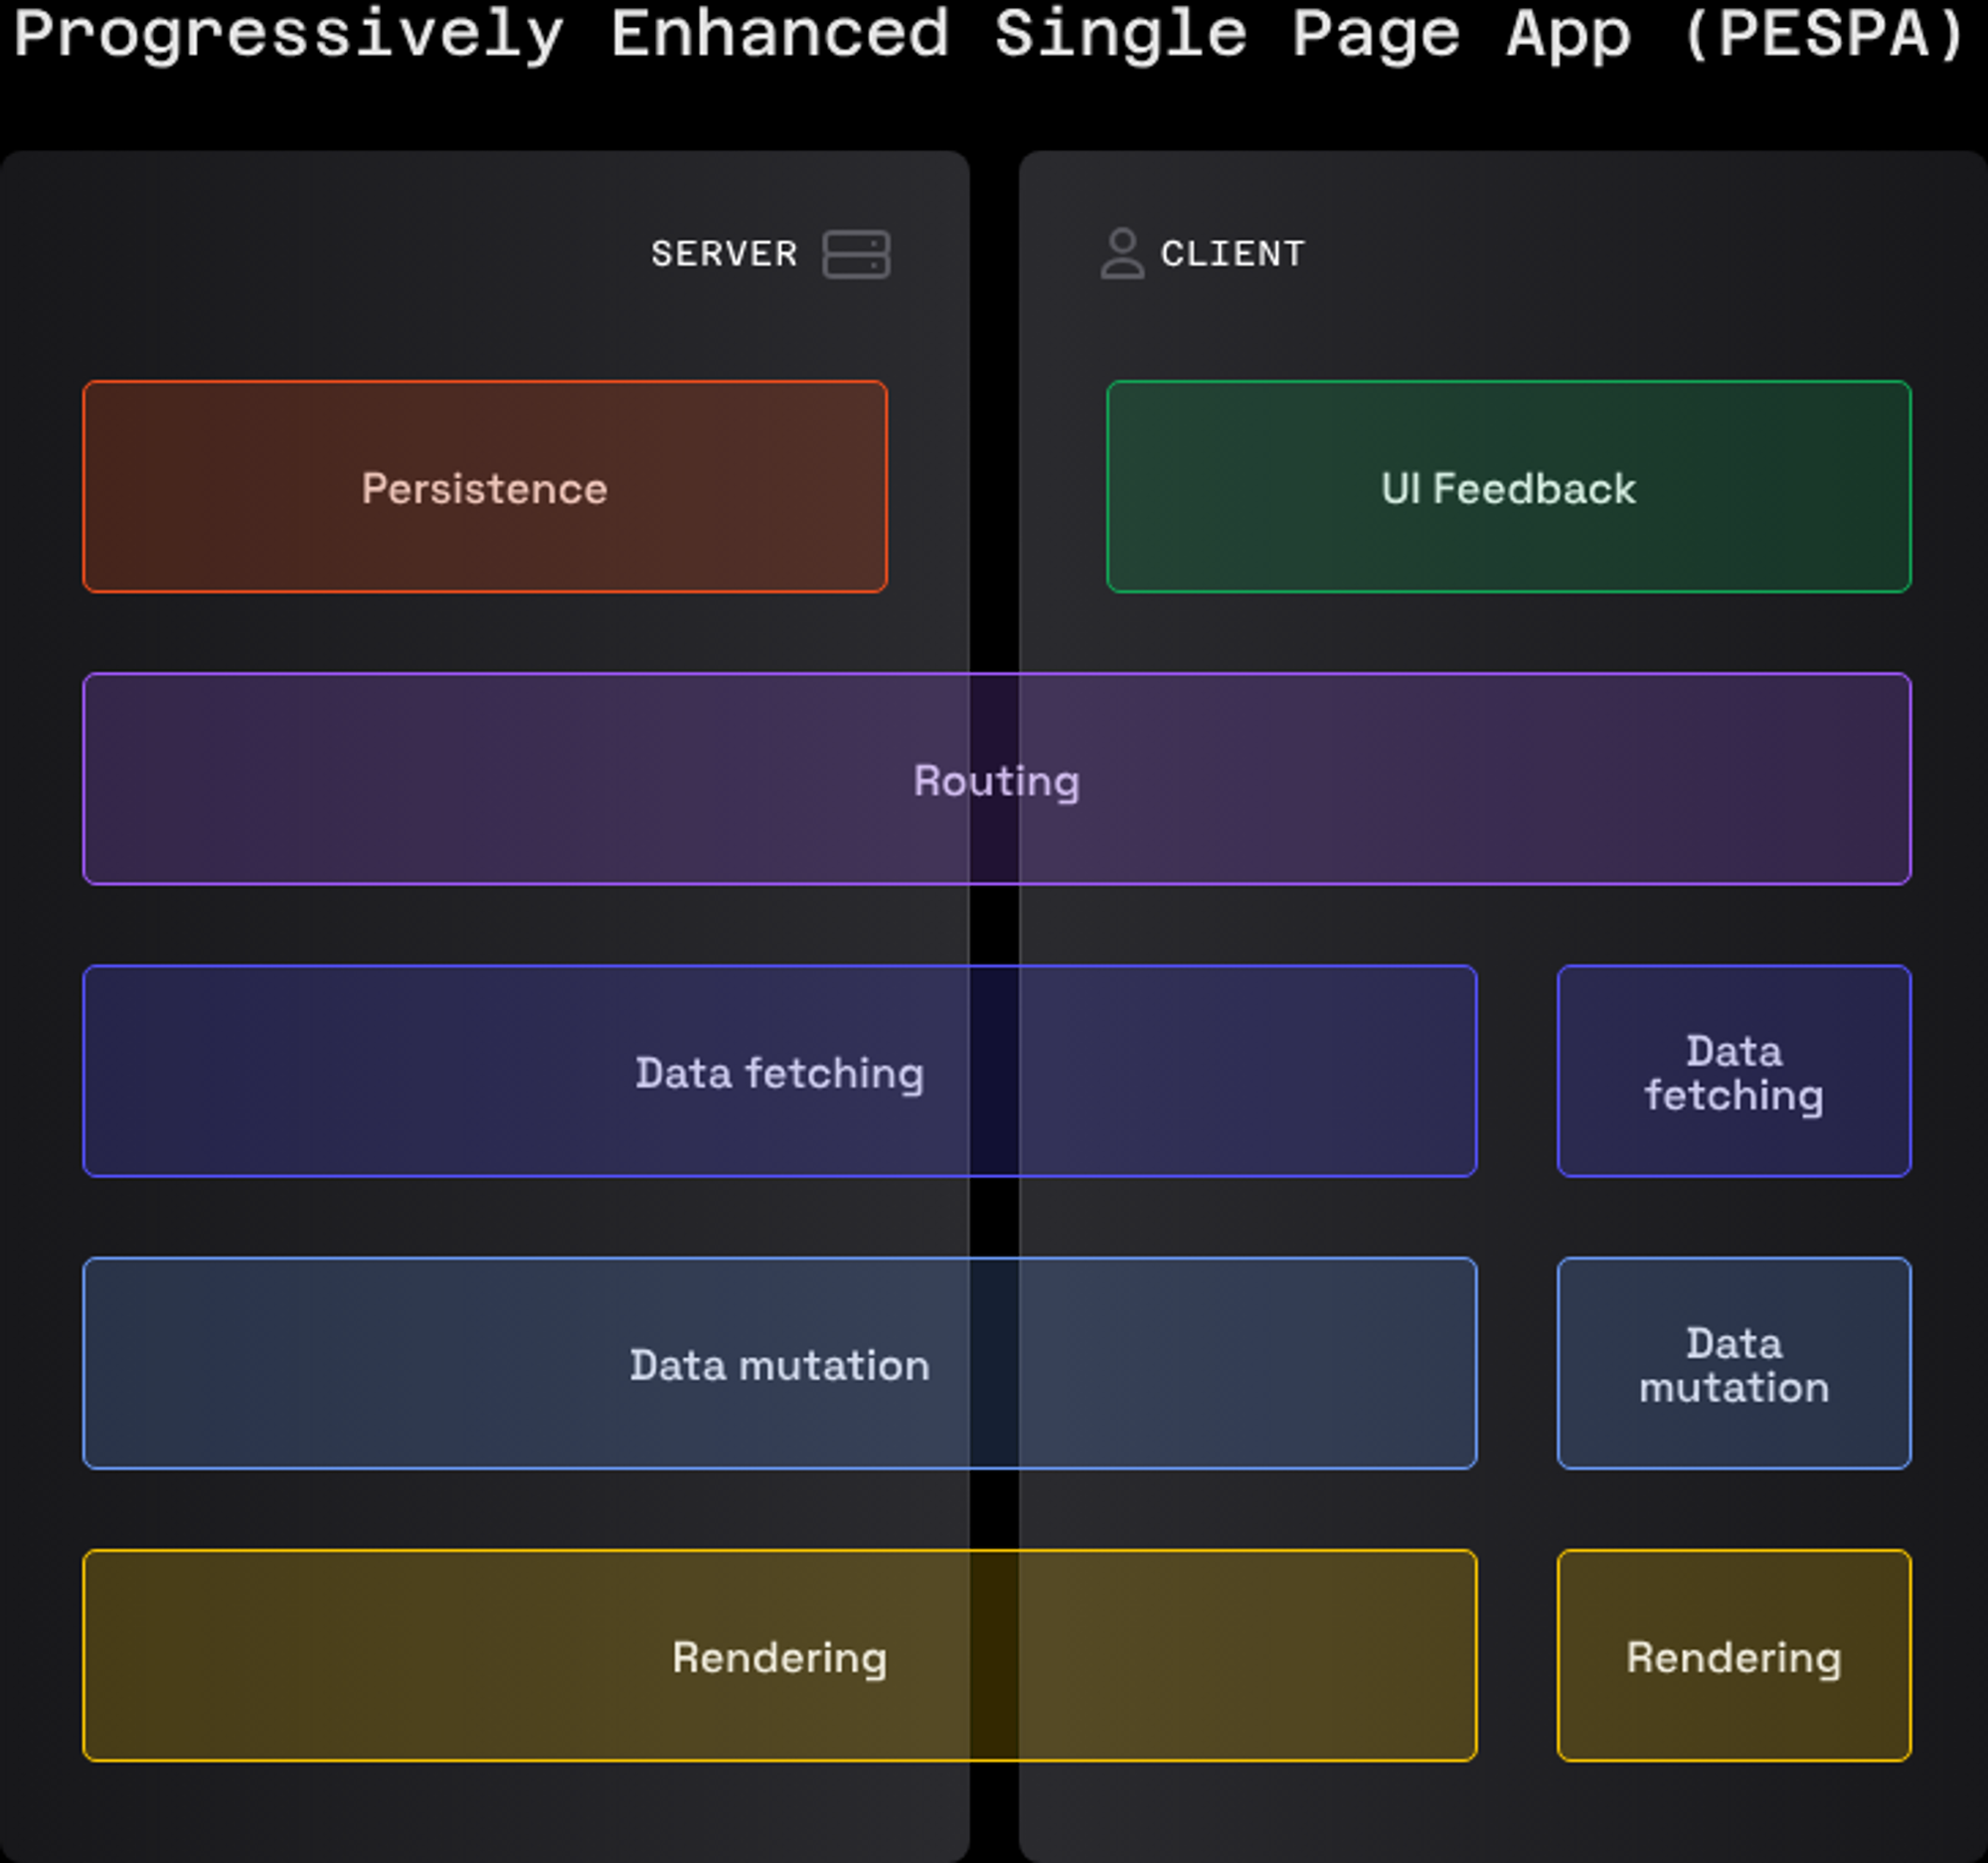 Progressively Enhanced Single Page App (PESPA)
SERVER
CLIENT
Persistence
UI Feedback
Routing
Data fetching
Data
fetching
Data mutation
Data
mutation
Rendering
Rendering